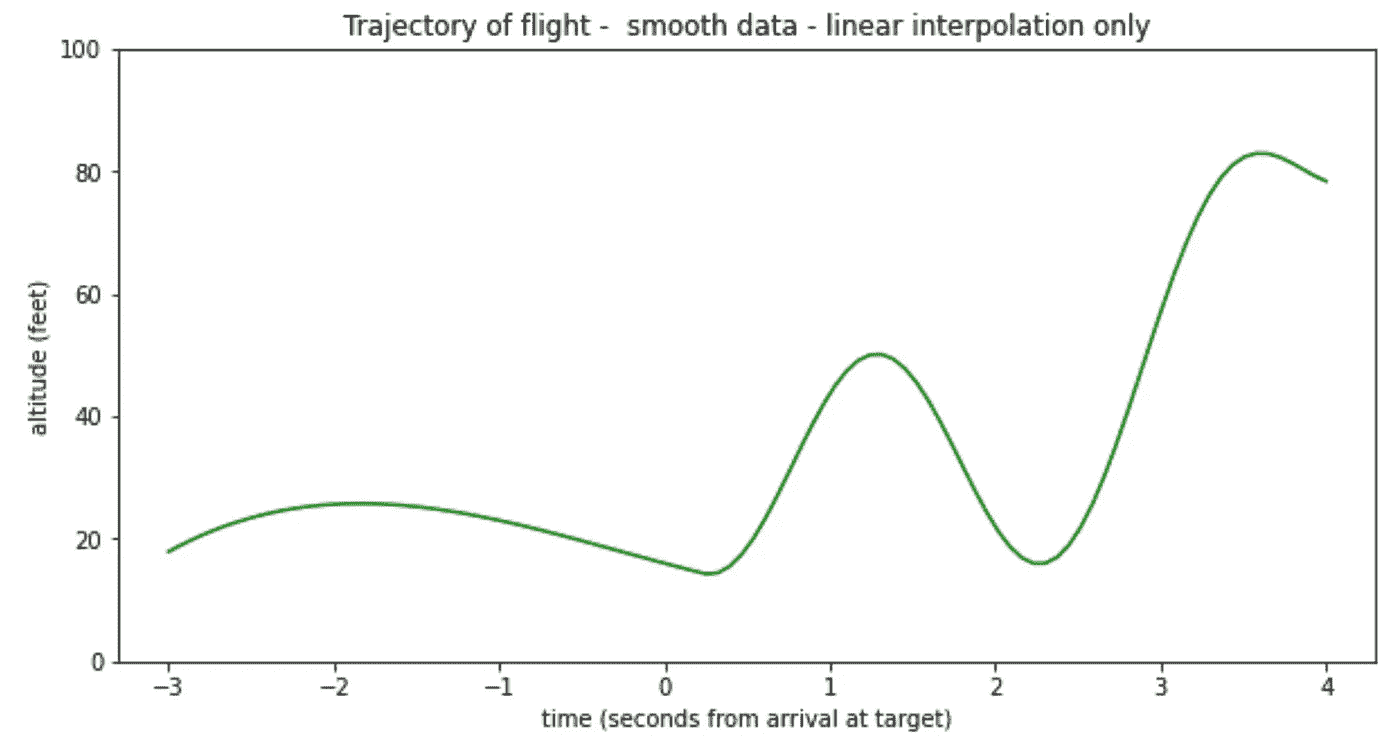 Trajectory of flight -  smooth data - linear interpolation only
100
80
60
40
20
0
altitude (feet)
−3 −2 −1 0 1 2 3 4
time (seconds from arrival at target)